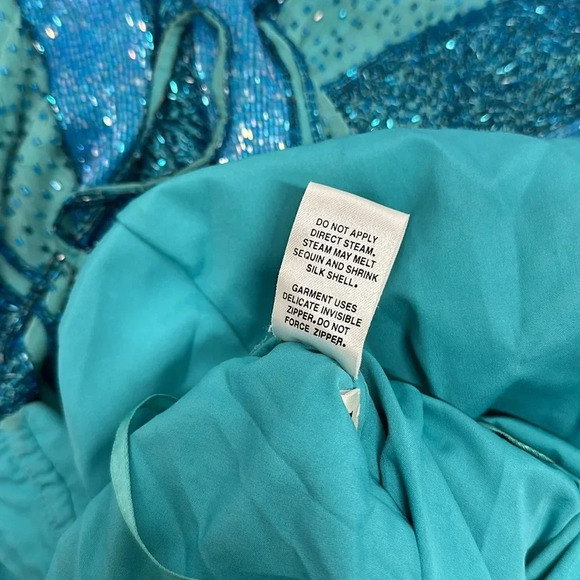 DO NOT APPLY
DIRECT STEAM.
STEAM MAY MELT
SEQUIN AND SHRINK
SILK SHELL.
GARMENT USES
DELICATE INVISIBLE
ZIPPER.DO NOT
FORCE ZIPPER.